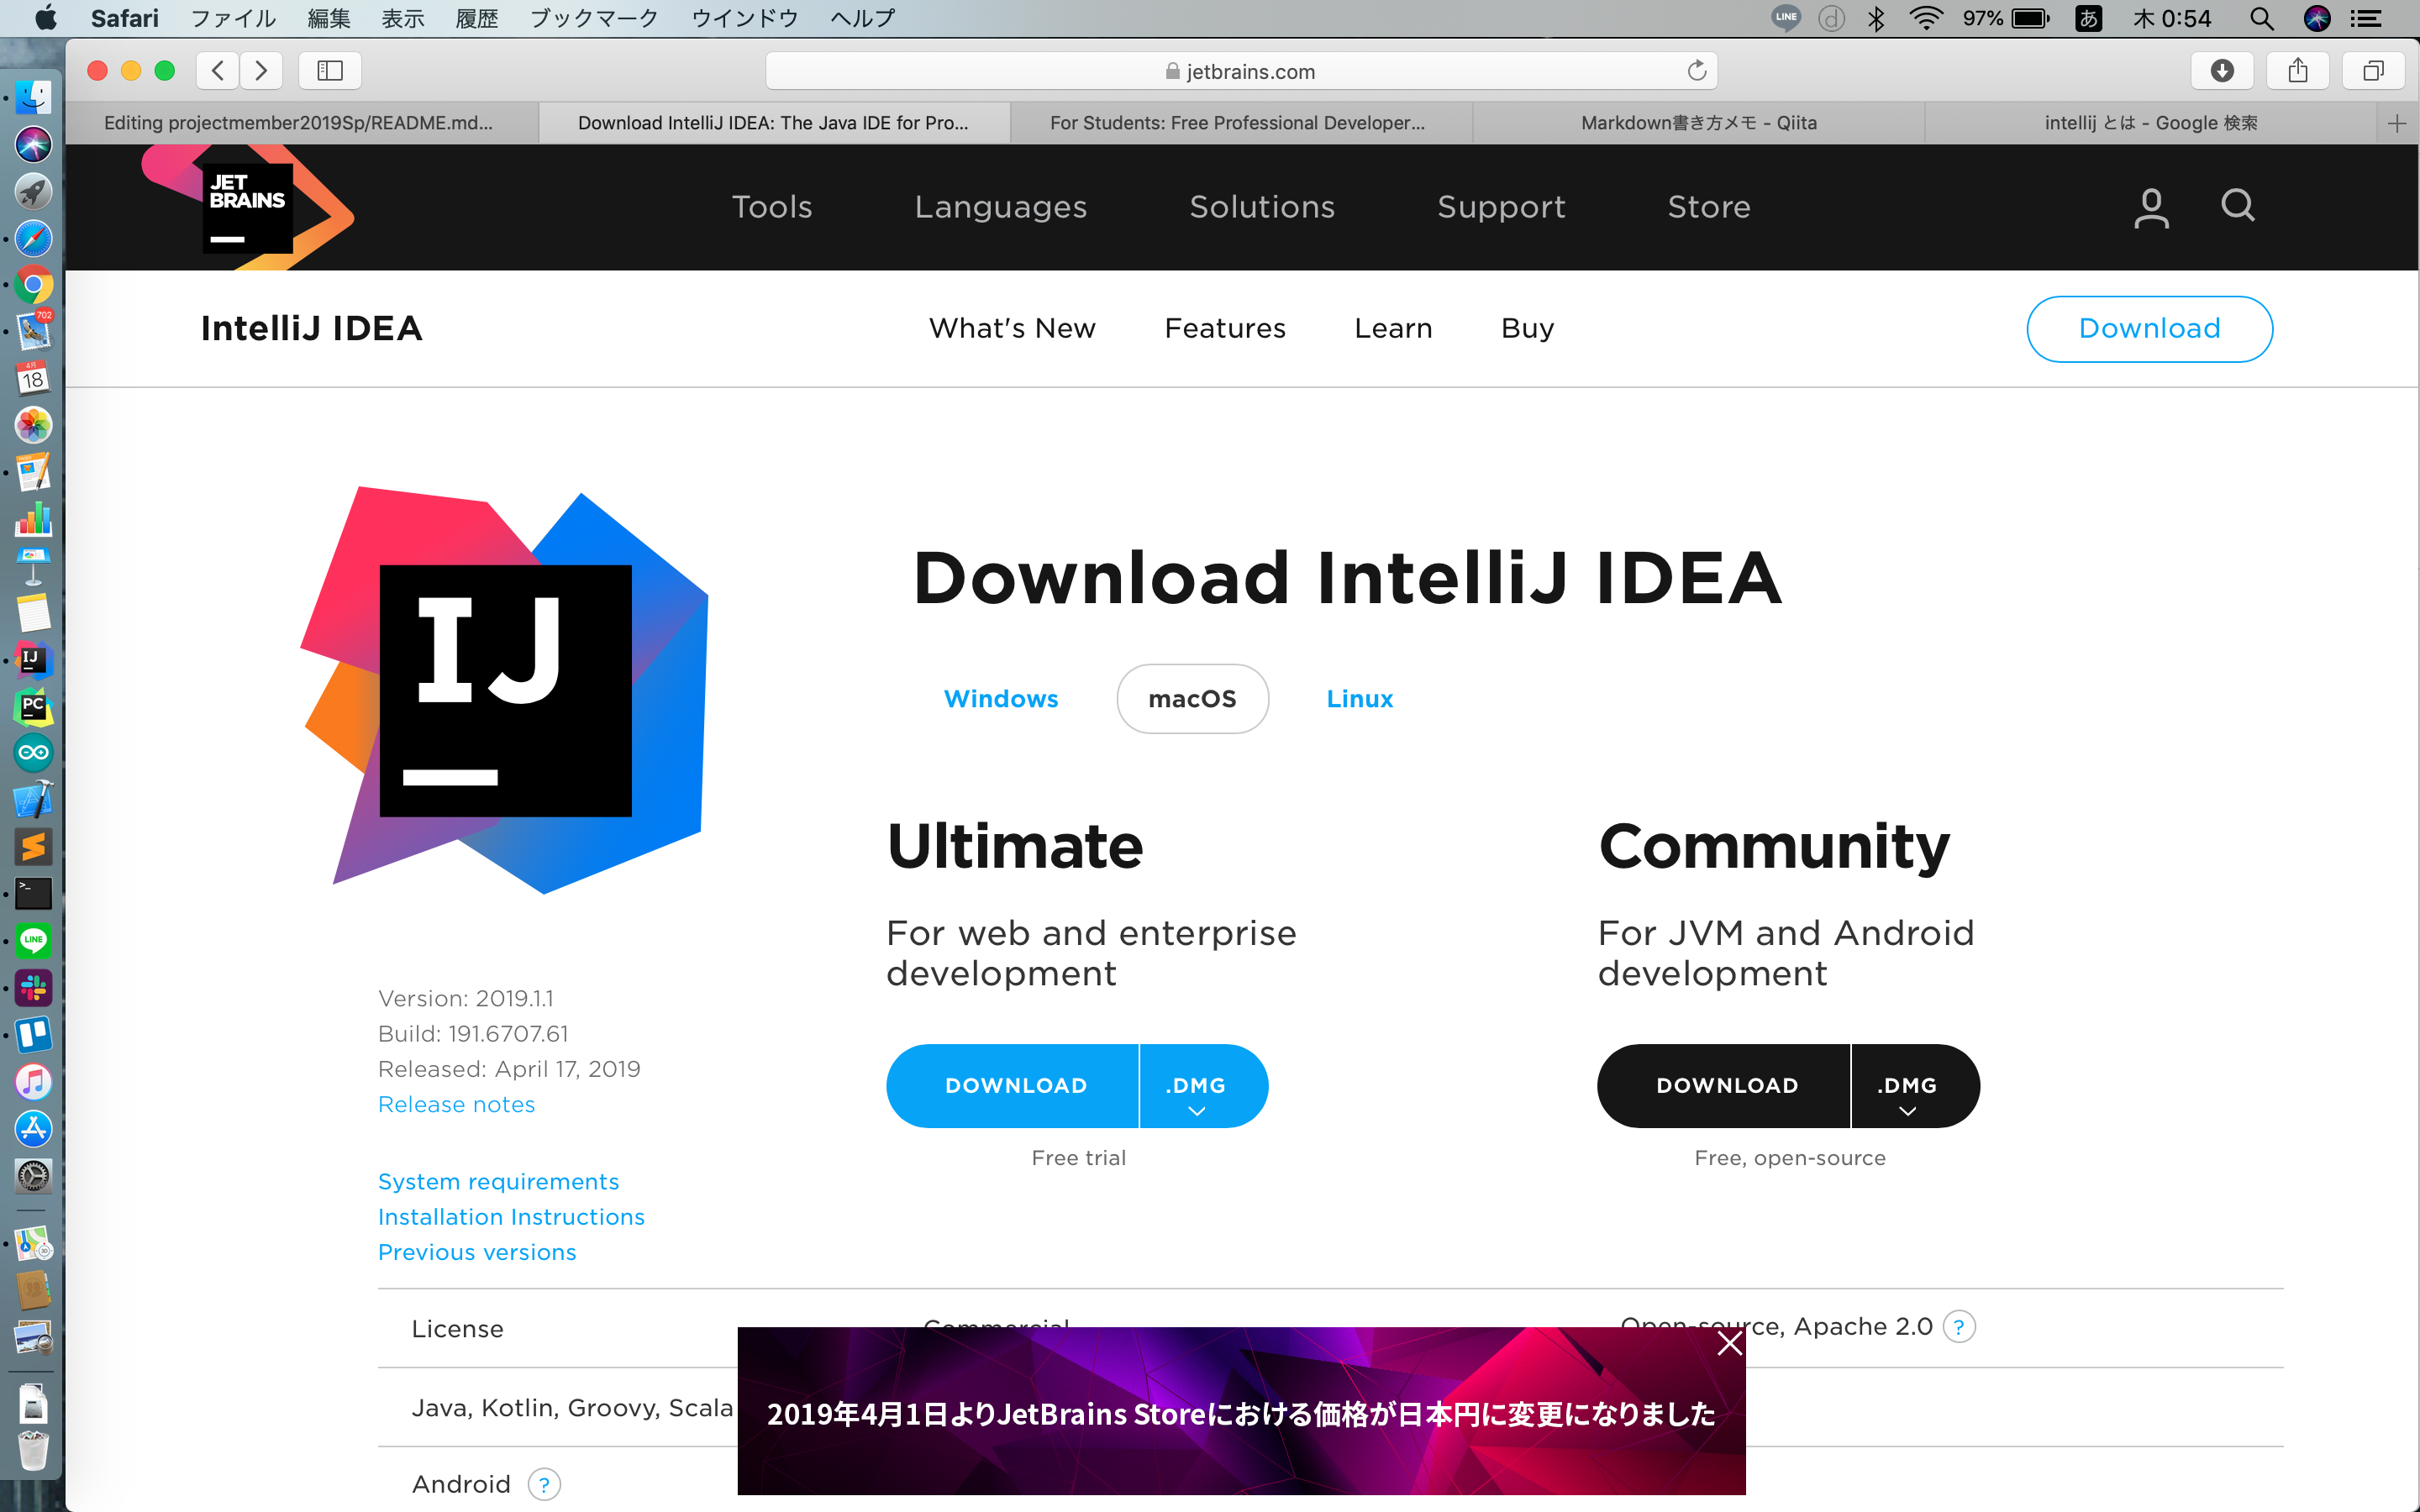 Safari ファイル 編集 表示 履歴 ブックマーク ウインドウ ヘルプ
LINE 97% あ 木 0:54
jetbrains.com
Editing projectmember2019Sp/README.md...
Download IntelliJ IDEA: The Java IDE for Pro...
For Students: Free Professional Developer...
Markdown書き方メモ - Qiita
intellij とは - Google 検索
JET
BRAINS
Tools Languages Solutions Support Store
IntelliJ IDEA
What's New Features Learn Buy
Download
702
4月
18
IJ
PC
LINE
IJ
Download IntelliJ IDEA
Windows macOS Linux
Ultimate
For web and enterprise
development
DOWNLOAD .DMG
Free trial
Community
For JVM and Android
development
DOWNLOAD .DMG
Free, open-source
Version: 2019.1.1
Build: 191.6707.61
Released: April 17, 2019
Release notes
System requirements
Installation Instructions
Previous versions
License Commercial Open-source, Apache 2.0 ?
Java, Kotlin, Groovy, Scala
2019年4月1日よりJetBrains Storeにおける価格が日本円に変更になりました
Android ?